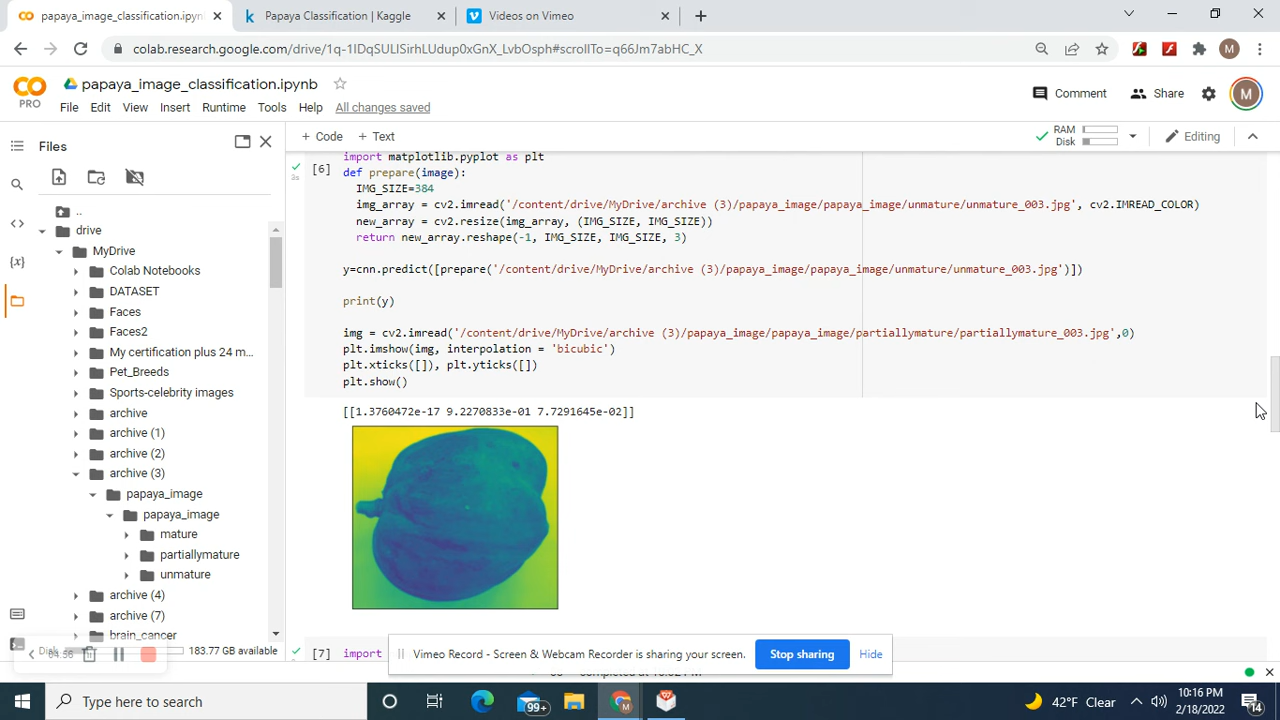 papaya_image_classification.ipyn
Papaya Classification | Kaggle
Videos on Vimeo
colab.research.google.com/drive/1q-1IDqSULlSirhLUdup0xGnX_LvbOsph#scrollTo=q66Jm7abHC_X
M
PRO
papaya_image_classification.ipynb
File Edit View Insert Runtime Tools Help All changes saved
Comment
Share
M
Files
+ Code + Text
RAM
Disk
Editing
..
drive
MyDrive
Colab Notebooks
DATASET
Faces
Faces2
My certification plus 24 m...
Pet_Breeds
Sports-celebrity images
archive
archive (1)
archive (2)
archive (3)
papaya_image
papaya_image
mature
partiallymature
unmature
archive (4)
archive (7)
brain_cancer
Disk
183.77 GB available
[6]
import matplotlib.pyplot as plt
def prepare(image):
IMG_SIZE=384
img_array = cv2.imread('/content/drive/MyDrive/archive (3)/papaya_image/papaya_image/unmature/unmature_003.jpg', cv2.IMREAD_COLOR)
new_array = cv2.resize(img_array, (IMG_SIZE, IMG_SIZE))
return new_array.reshape(-1, IMG_SIZE, IMG_SIZE, 3)
y=cnn.predict([prepare('/content/drive/MyDrive/archive (3)/papaya_image/papaya_image/unmature/unmature_003.jpg')])
print(y)
img = cv2.imread('/content/drive/MyDrive/archive (3)/papaya_image/papaya_image/partiallymature/partiallymature_003.jpg',0)
plt.imshow(img, interpolation = 'bicubic')
plt.xticks([]), plt.yticks([])
plt.show()
[[1.3760472e-17 9.2270833e-01 7.7291645e-02]]
[7]
import
Vimeo Record - Screen & Webcam Recorder is sharing your screen.
Stop sharing
Hide
Type here to search
99+
42°F Clear
10:16 PM
2/18/2022
14